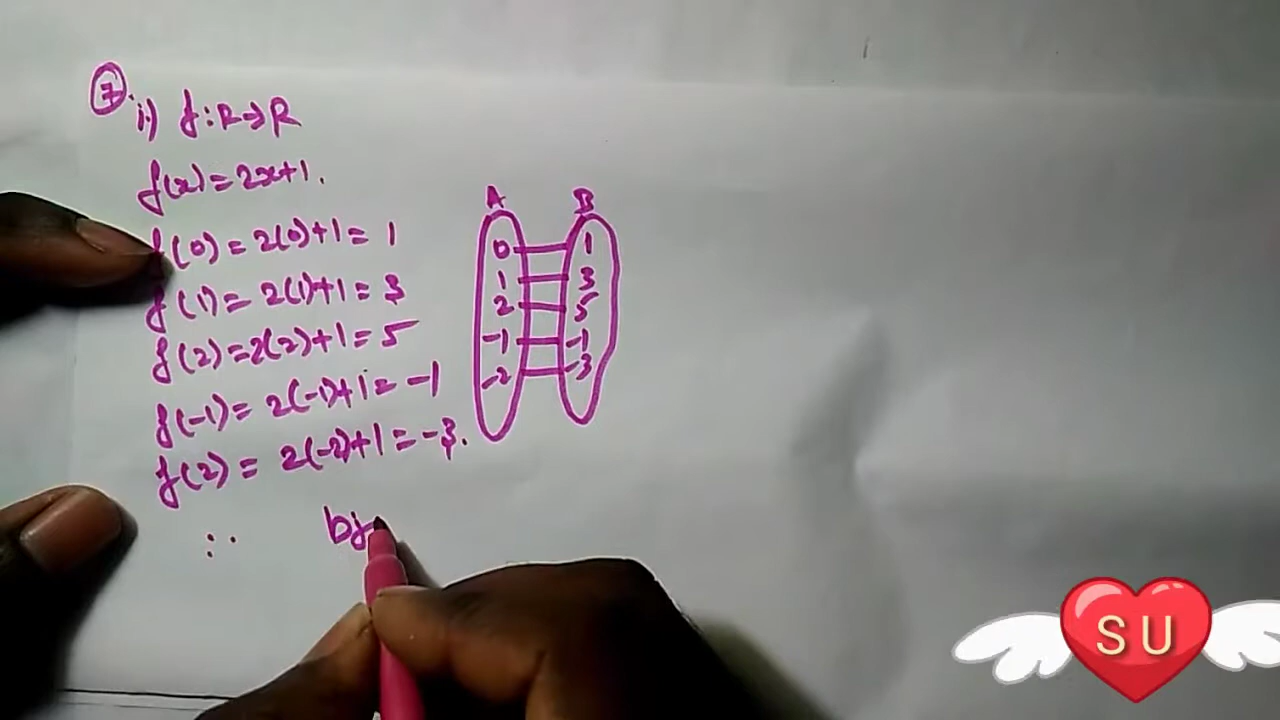 7.
i.) f:R→R
f(x)=2x+1.
f(0)=2(0)+1=1
f(1)=2(1)+1=3
f(2)=2(2)+1=5
f(-1)=2(-1)+1=-1
f(2)=2(-2)+1=-3.
∴ bj
A B
0 1
1 3
2 5
-1 -1
-2 -3
SU